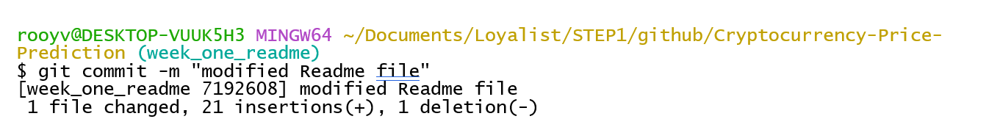 rooyv@DESKTOP-VUUK5H3 MINGW64 ~/Documents/Loyalist/STEP1/github/Cryptocurrency-Price-
Prediction (week_one_readme)
$ git commit -m "modified Readme file"
[week_one_readme 7192608] modified Readme file
 1 file changed, 21 insertions(+), 1 deletion(-)